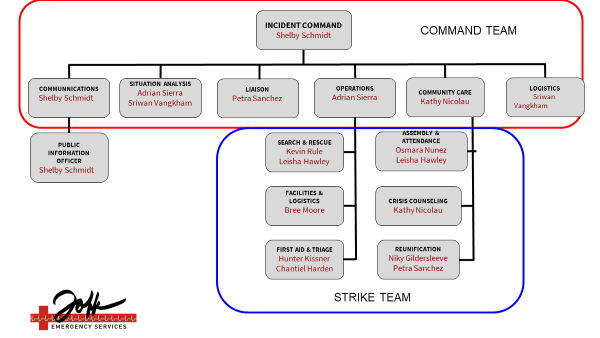 INCIDENT COMMAND
Shelby Schmidt
COMMAND TEAM
COMMUNICATIONS
Shelby Schmidt
SITUATION ANALYSIS
Adrian Sierra
Sriwan Vangkham
LIAISON
Petra Sanchez
OPERATIONS
Adrian Sierra
COMMUNITY CARE
Kathy Nicolau
LOGISTICS
Sriwan
Vangkham
PUBLIC
INFORMATION
OFFICER
Shelby Schmidt
SEARCH & RESCUE
Kevin Rule
Leisha Hawley
ASSEMBLY &
ATTENDANCE
Osmara Nunez
Leisha Hawley
FACILITIES &
LOGISTICS
Bree Moore
CRISIS COUNSELING
Kathy Nicolau
FIRST AID & TRIAGE
Hunter Kissner
Chantiel Harden
REUNIFICATION
Niky Gildersleeve
Petra Sanchez
STRIKE TEAM
Joffe
EMERGENCY SERVICES